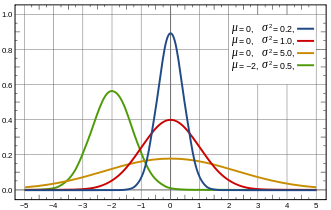 1.0
0.8
0.6
0.4
0.2
0.0
μ= 0, σ²= 0.2,
μ= 0, σ²= 1.0,
μ= 0, σ²= 5.0,
μ= −2, σ²= 0.5,
−5 −4 −3 −2 −1 0 1 2 3 4 5